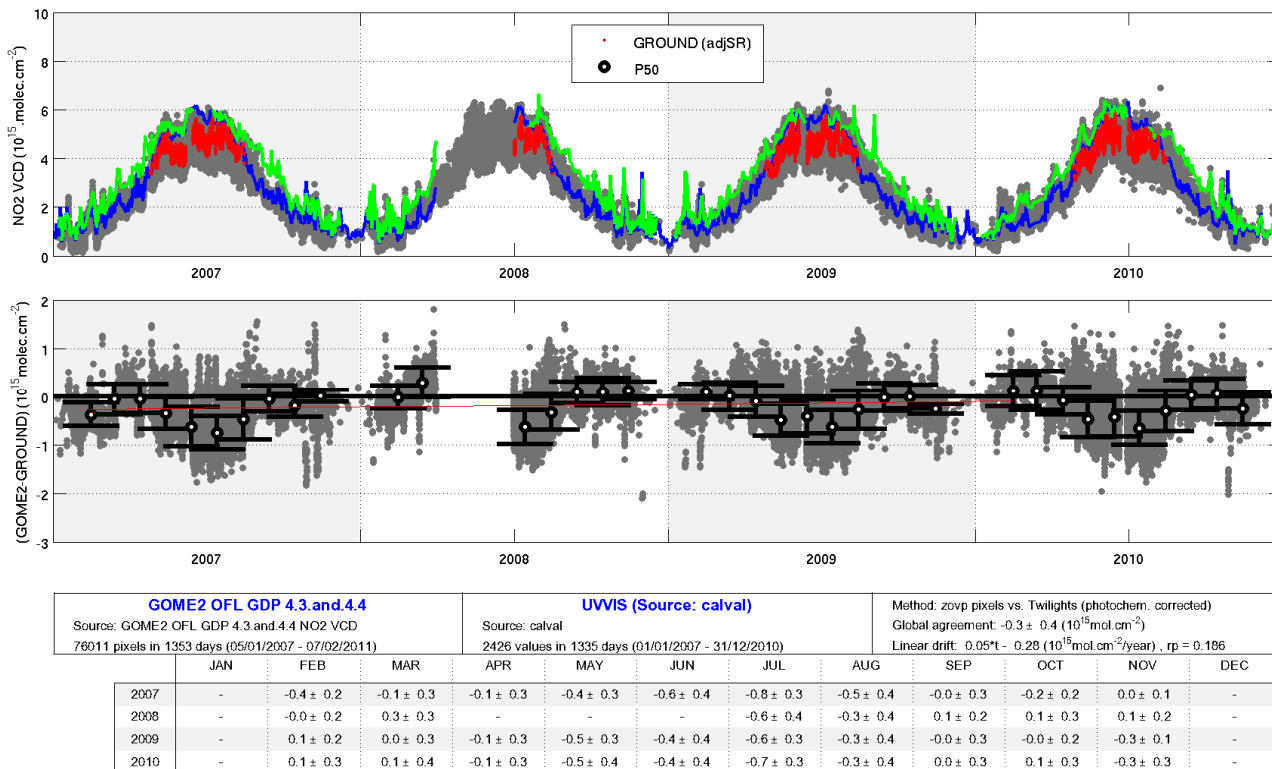 10
8
6
4
2
0
NO2 VCD (10^15.molec.cm^-2)
GROUND (adjSR)
P50
2007 2008 2009 2010
2
1
0
-1
-2
-3
(GOME2-GROUND) (10^15molec.cm^-2)
2007 2008 2009 2010
GOME2 OFL GDP 4.3.and.4.4
Source: GOME2 OFL GDP 4.3.and.4.4 NO2 VCD
76011 pixels in 1353 days (05/01/2007 - 07/02/2011)
UVVIS (Source: calval)
Source: calval
2426 values in 1335 days (01/01/2007 - 31/12/2010)
Method: zovp pixels vs. Twilights (photochem. corrected)
Global agreement: -0.3± 0.4 (10^15mol.cm^-2)
Linear drift: 0.05*t - 0.28 (10^15mol.cm^-2/year) , rp = 0.186
JAN FEB MAR APR MAY JUN JUL AUG SEP OCT NOV DEC
2007 - -0.4± 0.2 -0.1± 0.3 -0.1± 0.3 -0.4± 0.3 -0.6± 0.4 -0.8± 0.3 -0.5± 0.4 -0.0± 0.3 -0.2± 0.2 0.0± 0.1 -
2008 - -0.0± 0.2 0.3± 0.3 - - - -0.6± 0.4 -0.3± 0.4 0.1± 0.2 0.1± 0.3 0.1± 0.2 -
2009 - 0.1± 0.2 0.0± 0.3 -0.1± 0.3 -0.5± 0.3 -0.4± 0.4 -0.6± 0.3 -0.3± 0.4 -0.0± 0.3 -0.0± 0.2 -0.3± 0.1 -
2010 - 0.1± 0.3 0.1± 0.4 -0.1± 0.3 -0.5± 0.4 -0.4± 0.4 -0.7± 0.3 -0.3± 0.4 0.0± 0.3 0.1± 0.3 -0.3± 0.3 -